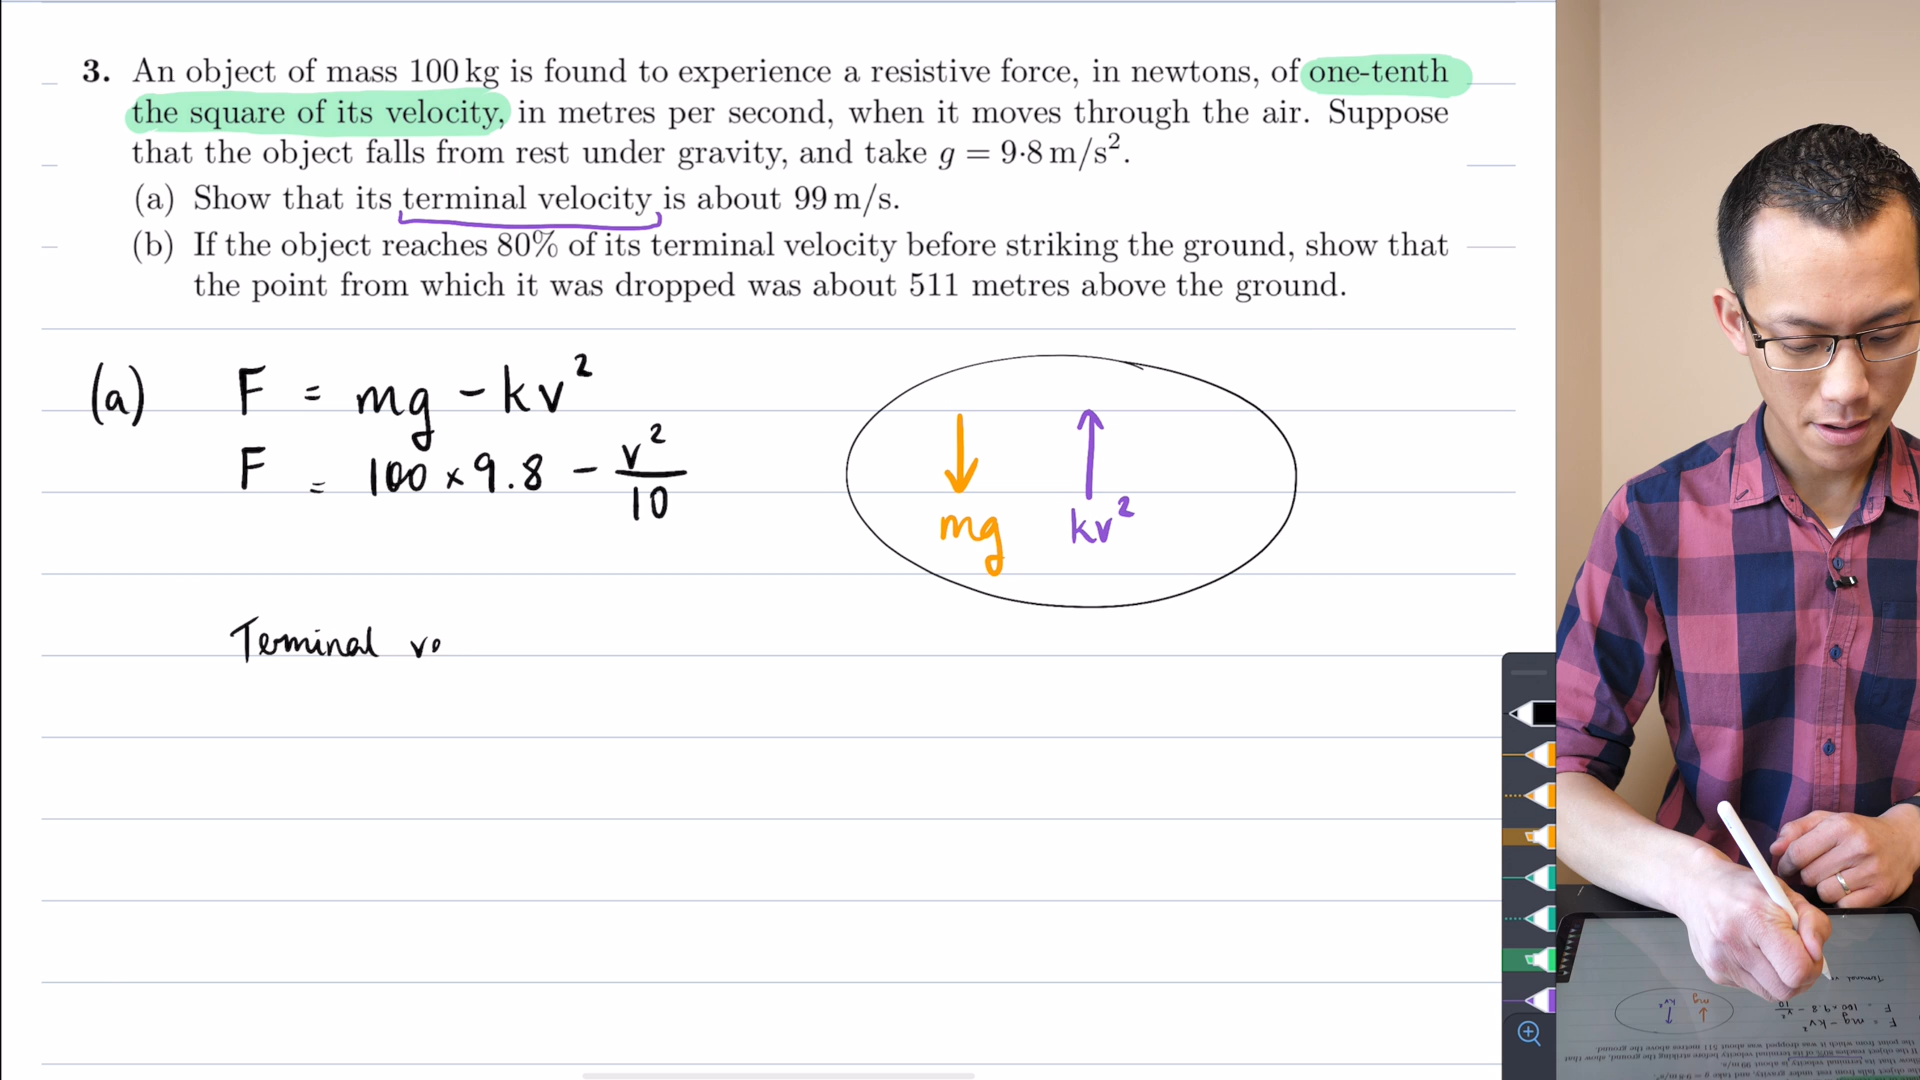 3. An object of mass 100 kg is found to experience a resistive force, in newtons, of one-tenth
the square of its velocity, in metres per second, when it moves through the air. Suppose
that the object falls from rest under gravity, and take g = 9·8 m/s².
(a) Show that its terminal velocity is about 99 m/s.
(b) If the object reaches 80% of its terminal velocity before striking the ground, show that
the point from which it was dropped was about 511 metres above the ground.
(a) F = mg - kv²
F = 100 × 9.8 - v²/10
mg kv²
Terminal vo